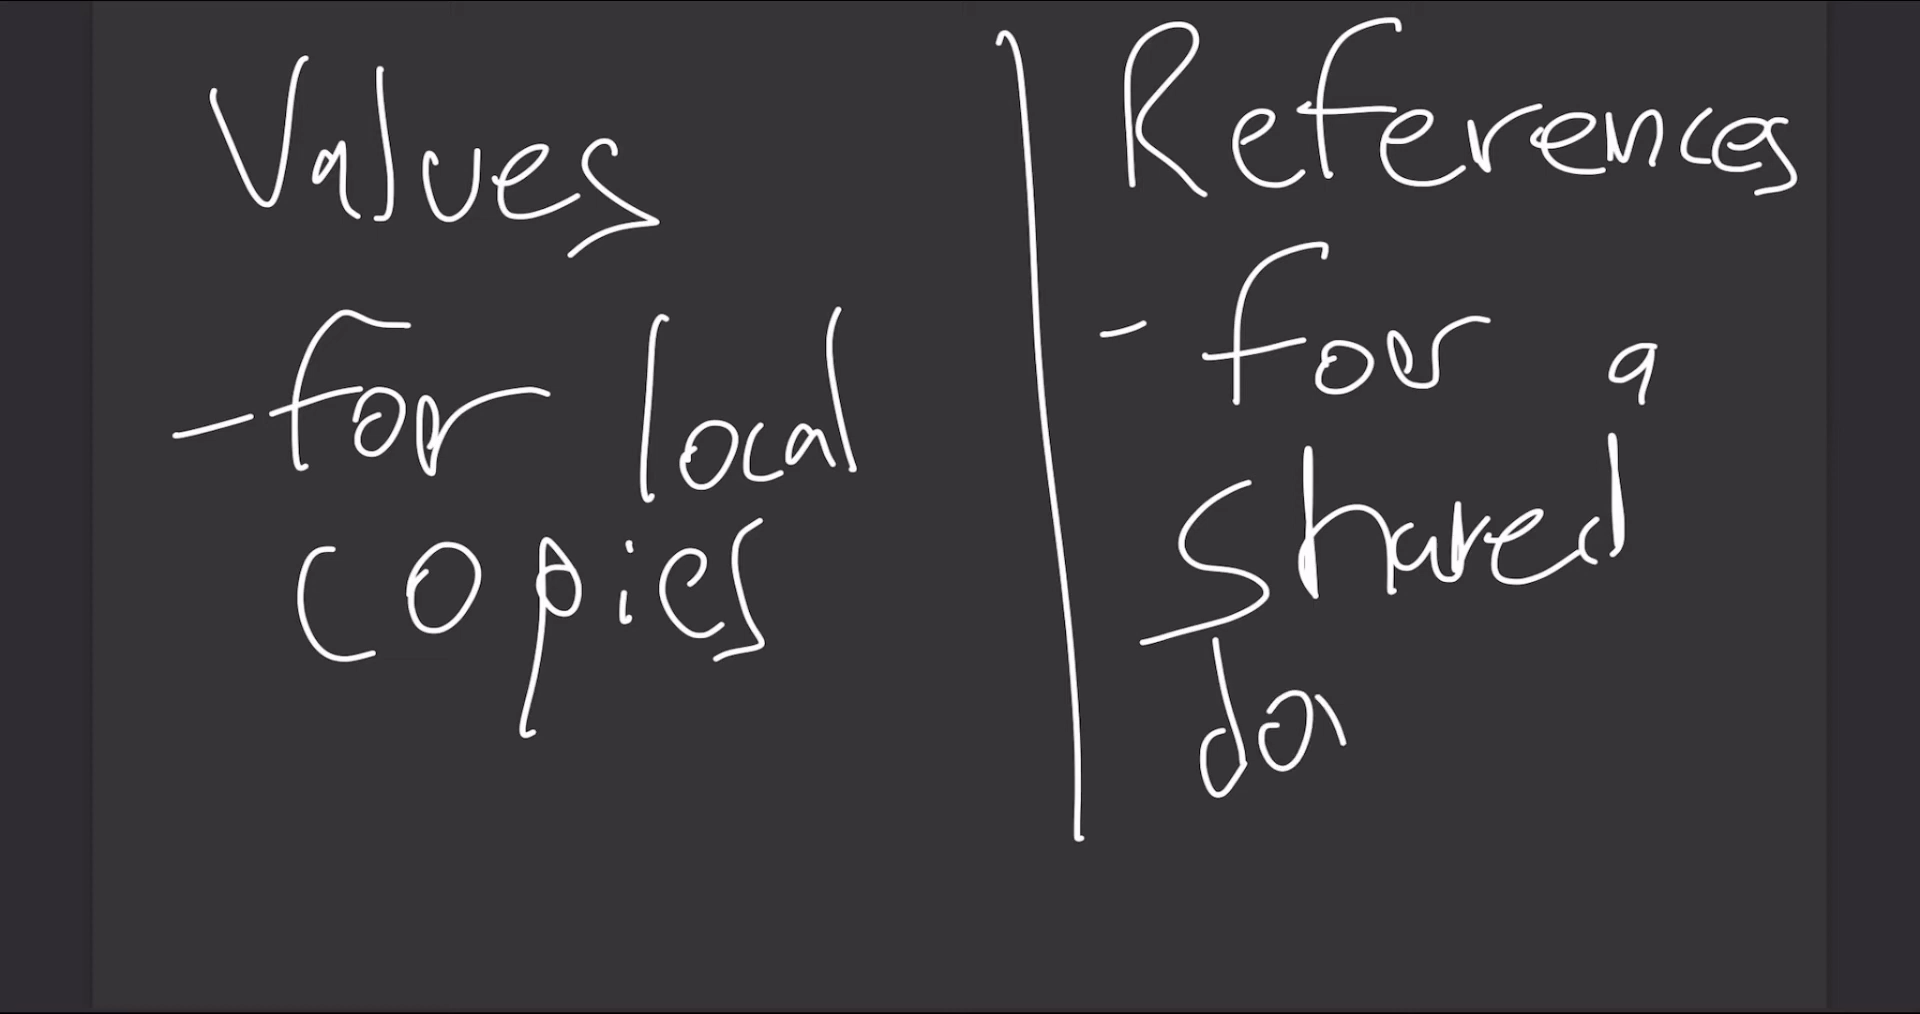 Values
- for local
copies
References
- for a
shared
da